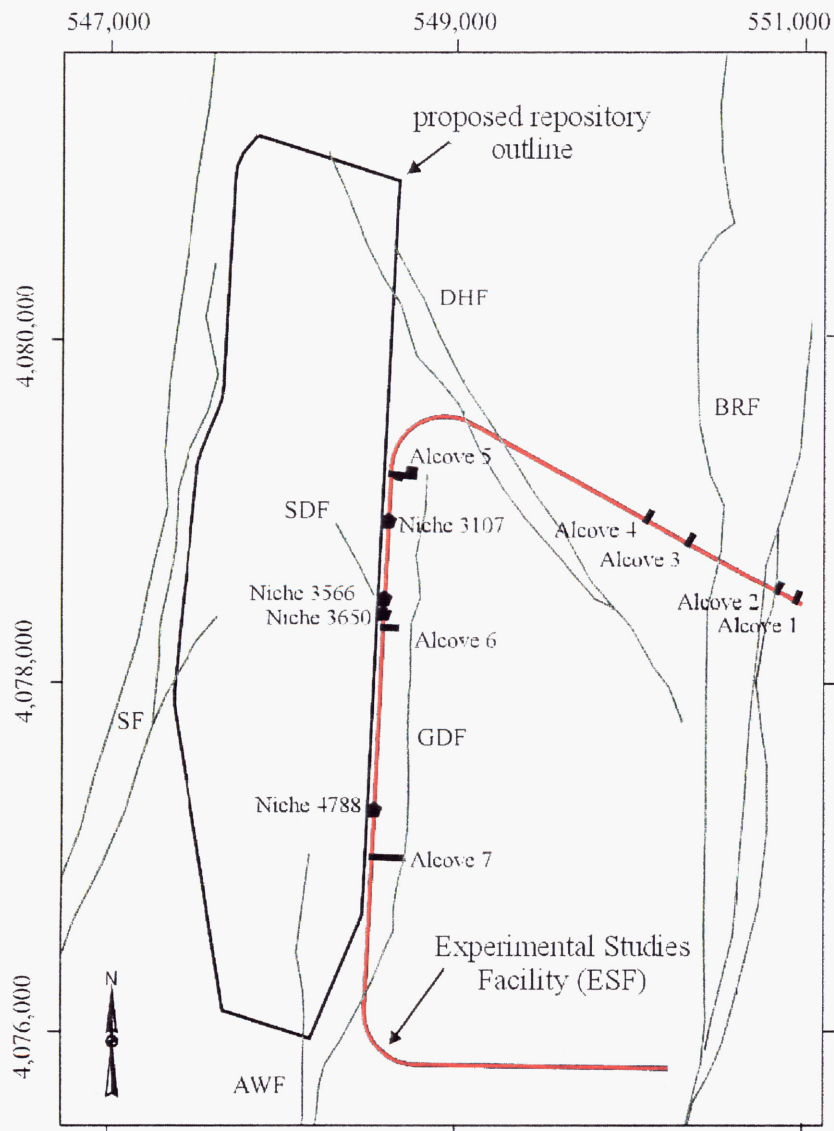 547,000
549,000
551,000
proposed repository
outline
DHF
4,080,000
BRF
Alcove 5
SDF
Niche 3107
Alcove 4
Alcove 3
Niche 3566
Alcove 2
Niche 3650
Alcove 1
Alcove 6
4,078,000
SF
GDF
Niche 4788
Alcove 7
Experimental Studies
Facility (ESF)
N
4,076,000
AWF